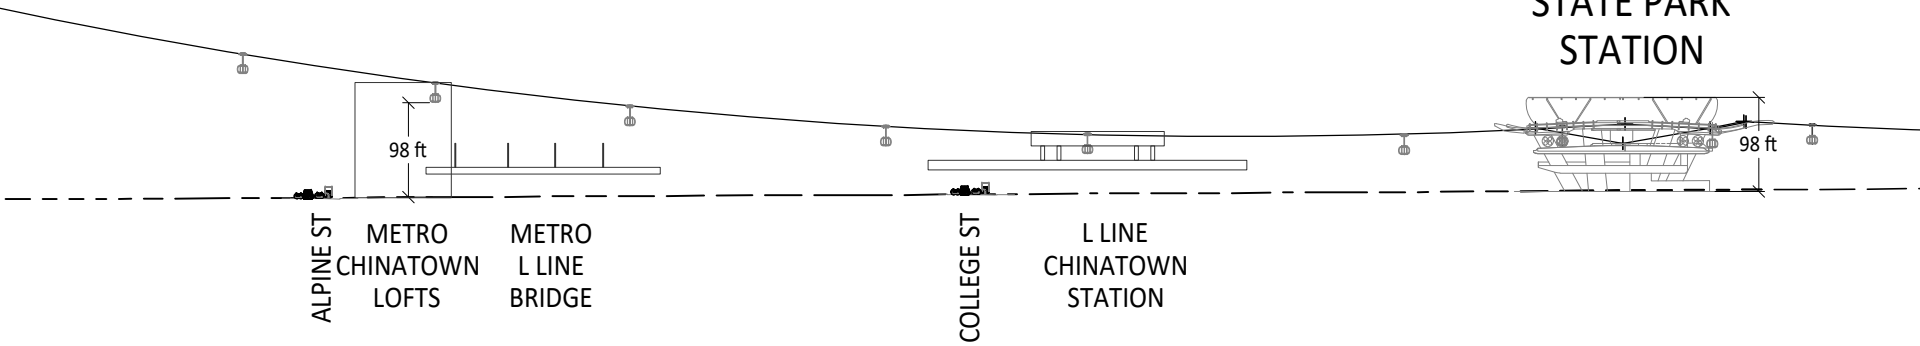 STATE PARK
STATION
98 ft
98 ft
ALPINE ST
METRO
CHINATOWN
LOFTS
METRO
L LINE
BRIDGE
COLLEGE ST
L LINE
CHINATOWN
STATION